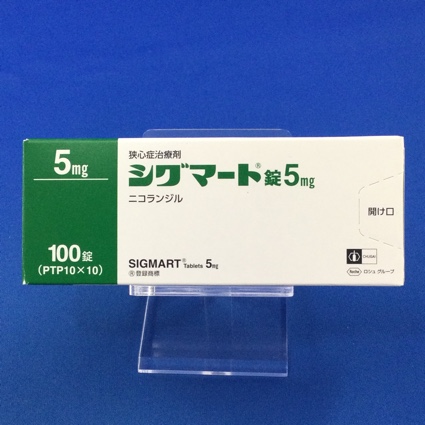 5mg
100錠
(PTP10×10)
狭心症治療剤
シグマート®錠5mg
ニコランジル
SIGMART® Tablets 5mg
®登録商標
開け口
CHUGAI
Roche ロシュ グループ